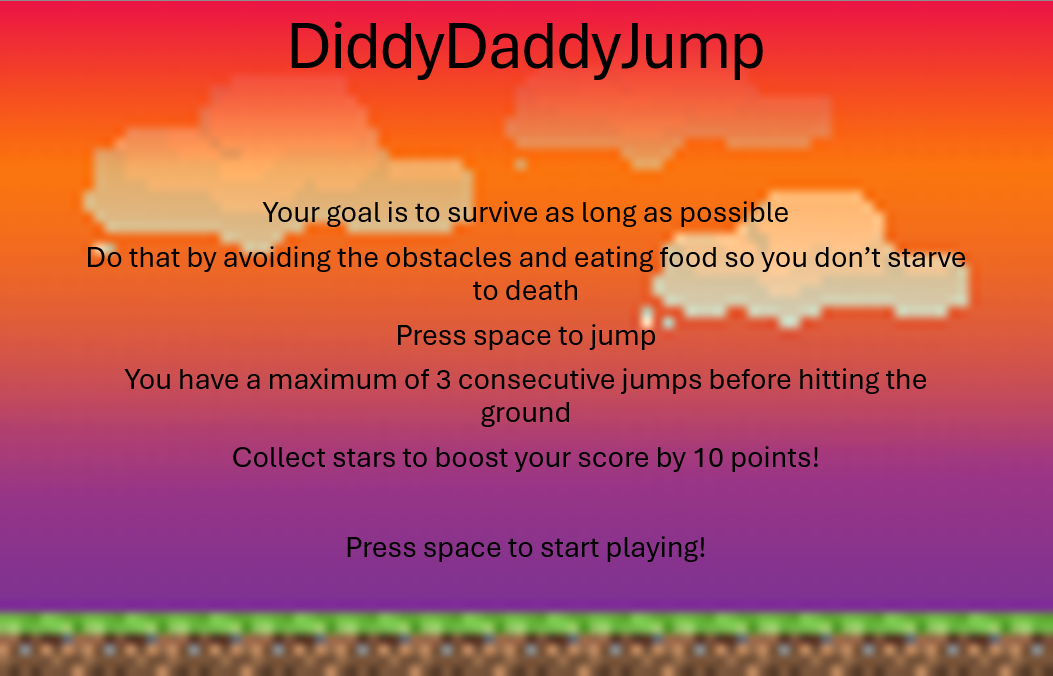 DiddyDaddyJump
Your goal is to survive as long as possible
Do that by avoiding the obstacles and eating food so you don’t starve
to death
Press space to jump
You have a maximum of 3 consecutive jumps before hitting the
ground
Collect stars to boost your score by 10 points!
Press space to start playing!